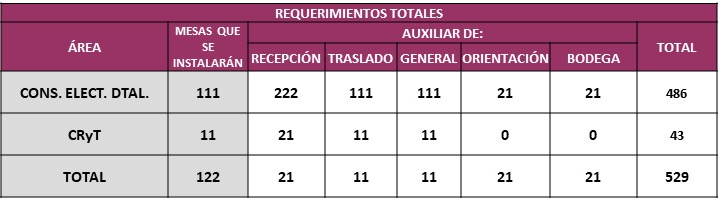 REQUERIMIENTOS TOTALES
ÁREA MESAS QUE SE INSTALARÁN AUXILIAR DE: TOTAL
RECEPCIÓN TRASLADO GENERAL ORIENTACIÓN BODEGA
CONS. ELECT. DTAL. 111 222 111 111 21 21 486
CRyT 11 21 11 11 0 0 43
TOTAL 122 21 11 11 21 21 529